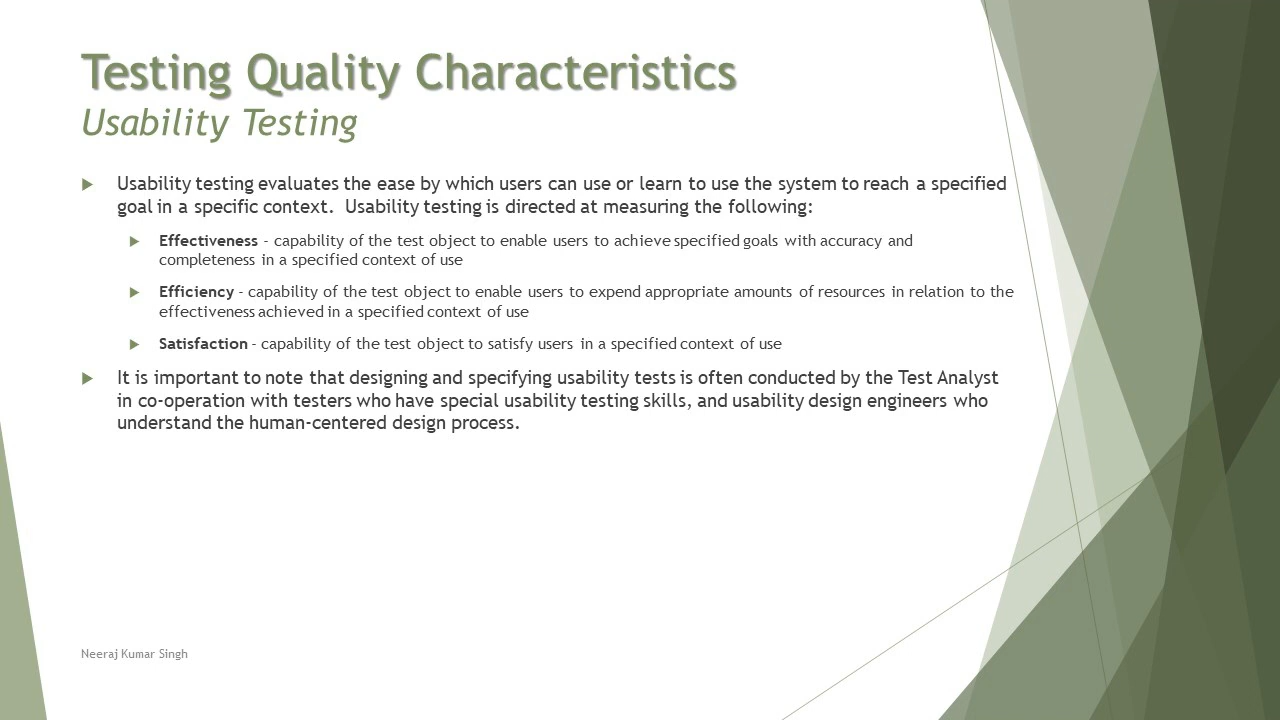 Testing Quality Characteristics
Usability Testing
Usability testing evaluates the ease by which users can use or learn to use the system to reach a specified
goal in a specific context.  Usability testing is directed at measuring the following:
Effectiveness - capability of the test object to enable users to achieve specified goals with accuracy and
completeness in a specified context of use
Efficiency - capability of the test object to enable users to expend appropriate amounts of resources in relation to the
effectiveness achieved in a specified context of use
Satisfaction - capability of the test object to satisfy users in a specified context of use
It is important to note that designing and specifying usability tests is often conducted by the Test Analyst
in co-operation with testers who have special usability testing skills, and usability design engineers who
understand the human-centered design process.
Neeraj Kumar Singh